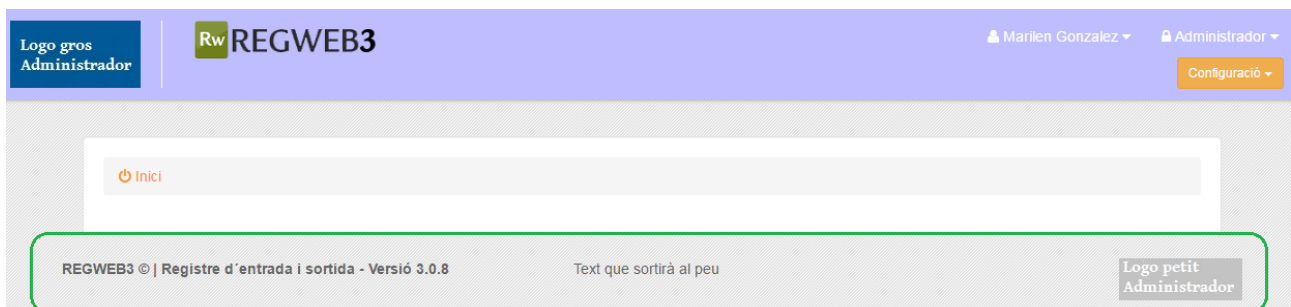 Logo gros
Administrador
Rw REGWEB3
Marilen Gonzalez
Administrador
Configuració
Inici
REGWEB3 © | Registre d´entrada i sortida - Versió 3.0.8
Text que sortirà al peu
Logo petit
Administrador